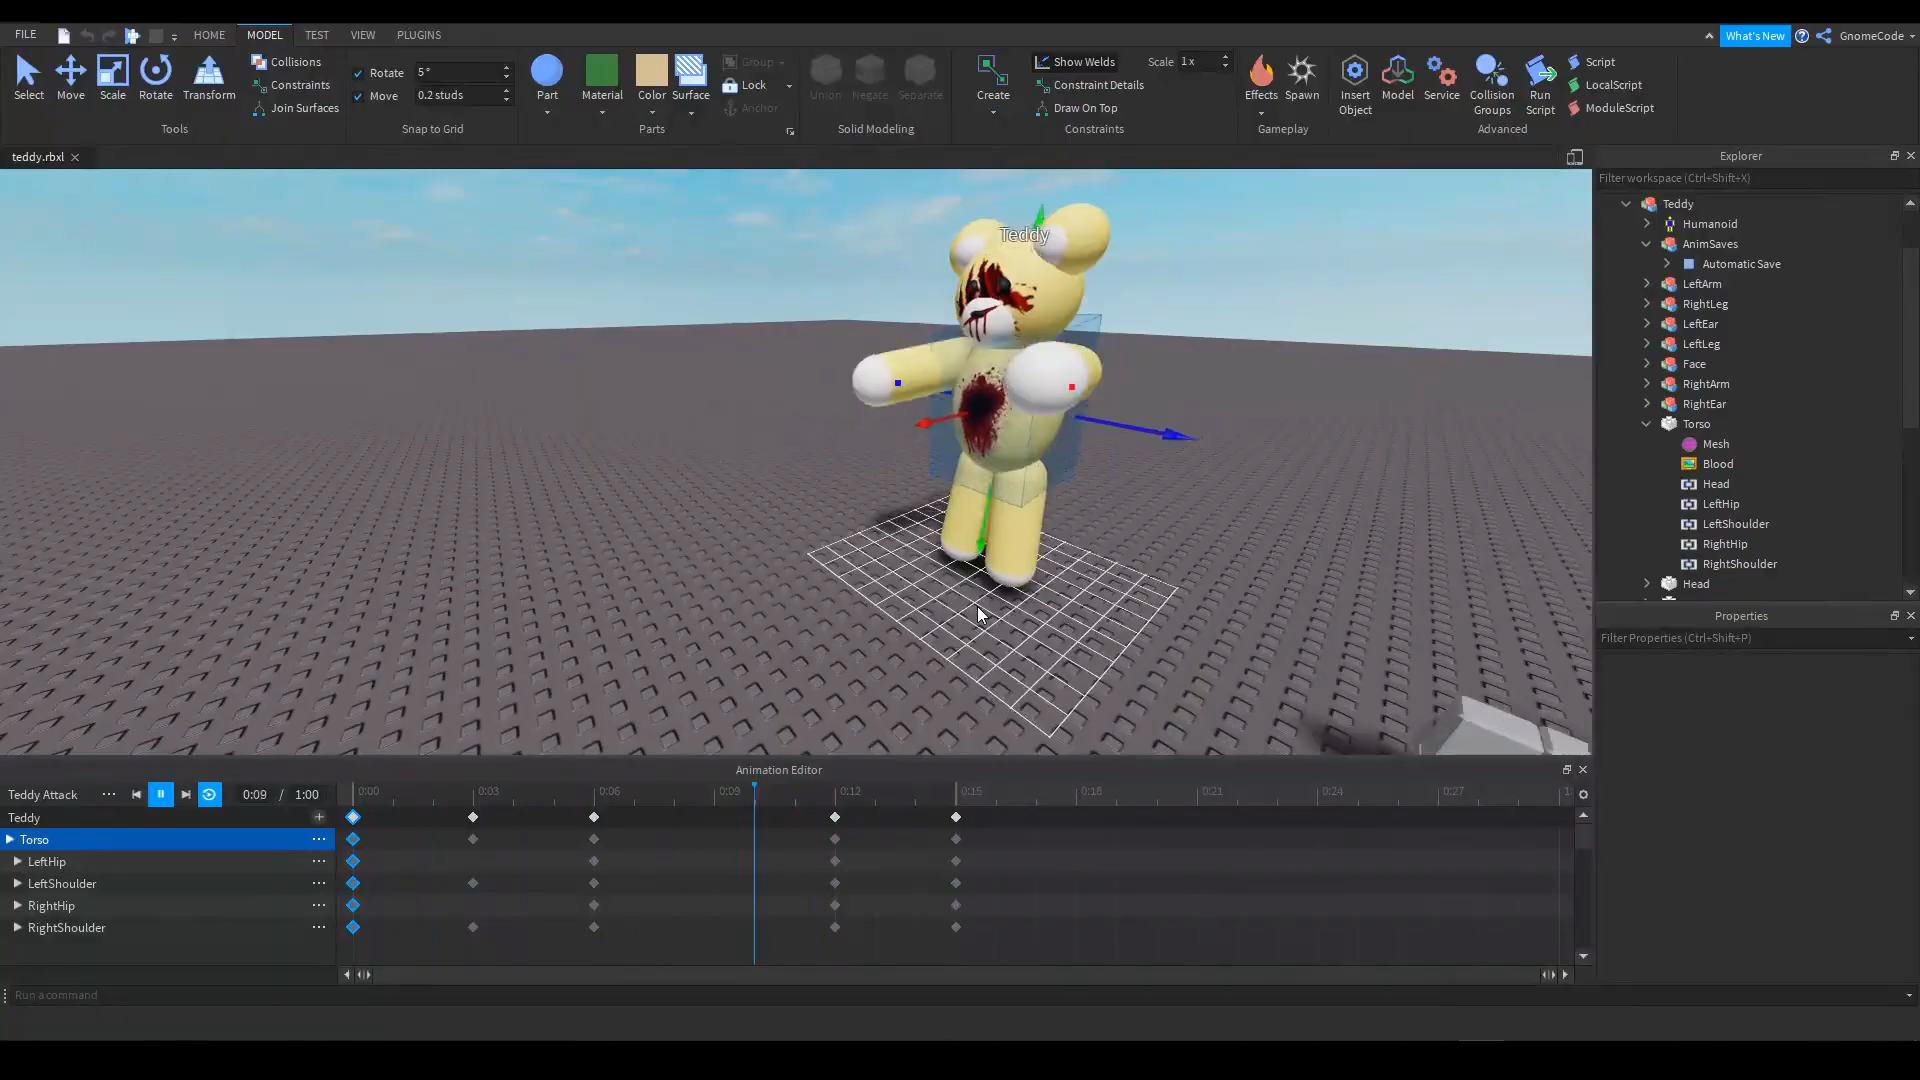 FILE
HOME
MODEL
TEST
VIEW
PLUGINS
What's New
GnomeCode
Select
Move
Scale
Rotate
Transform
Collisions
Constraints
Join Surfaces
Tools
Rotate
5°
Move
0.2 studs
Snap to Grid
Part
Material
Color
Surface
Group
Lock
Anchor
Parts
Union
Negate
Separate
Solid Modeling
Create
Show Welds
Constraint Details
Draw On Top
Scale
1x
Constraints
Effects
Spawn
Gameplay
Insert
Object
Model
Service
Collision
Groups
Run
Script
Script
LocalScript
ModuleScript
Advanced
teddy.rbxl
Teddy
Explorer
Filter workspace (Ctrl+Shift+X)
Teddy
Humanoid
AnimSaves
Automatic Save
LeftArm
RightLeg
LeftEar
LeftLeg
Face
RightArm
RightEar
Torso
Mesh
Blood
Head
LeftHip
LeftShoulder
RightHip
RightShoulder
Head
Properties
Filter Properties (Ctrl+Shift+P)
Animation Editor
Teddy Attack
0:09 / 1:00
0:00 0:03 0:06 0:09 0:12 0:15 0:18 0:21 0:24 0:27
Teddy
Torso
LeftHip
LeftShoulder
RightHip
RightShoulder
Run a command